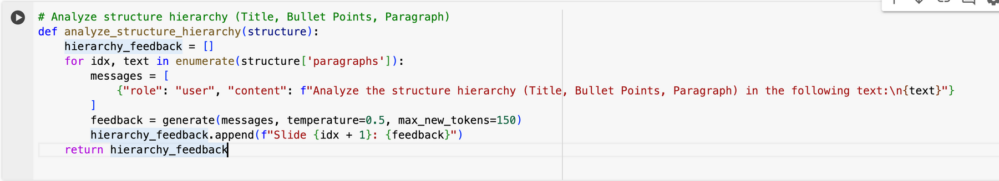 # Analyze structure hierarchy (Title, Bullet Points, Paragraph)
def analyze_structure_hierarchy(structure):
    hierarchy_feedback = []
    for idx, text in enumerate(structure['paragraphs']):
        messages = [
            {"role": "user", "content": f"Analyze the structure hierarchy (Title, Bullet Points, Paragraph) in the following text:\n{text}"}
        ]
        feedback = generate(messages, temperature=0.5, max_new_tokens=150)
        hierarchy_feedback.append(f"Slide {idx + 1}: {feedback}")
    return hierarchy_feedback